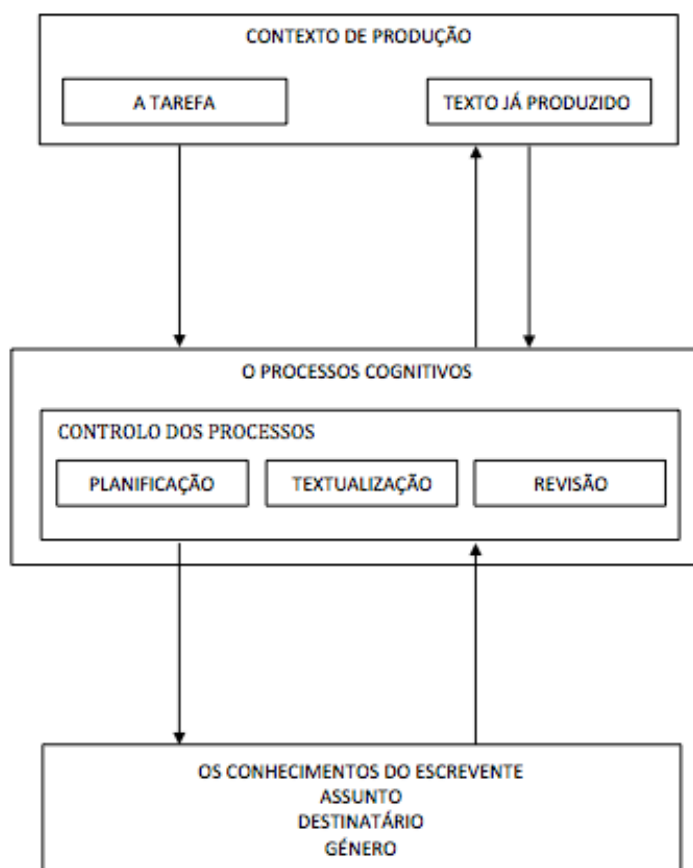 CONTEXTO DE PRODUÇÃO
A TAREFA
TEXTO JÁ PRODUZIDO
O PROCESSOS COGNITIVOS
CONTROLO DOS PROCESSOS
PLANIFICAÇÃO
TEXTUALIZAÇÃO
REVISÃO
OS CONHECIMENTOS DO ESCREVENTE
ASSUNTO
DESTINATÁRIO
GÉNERO